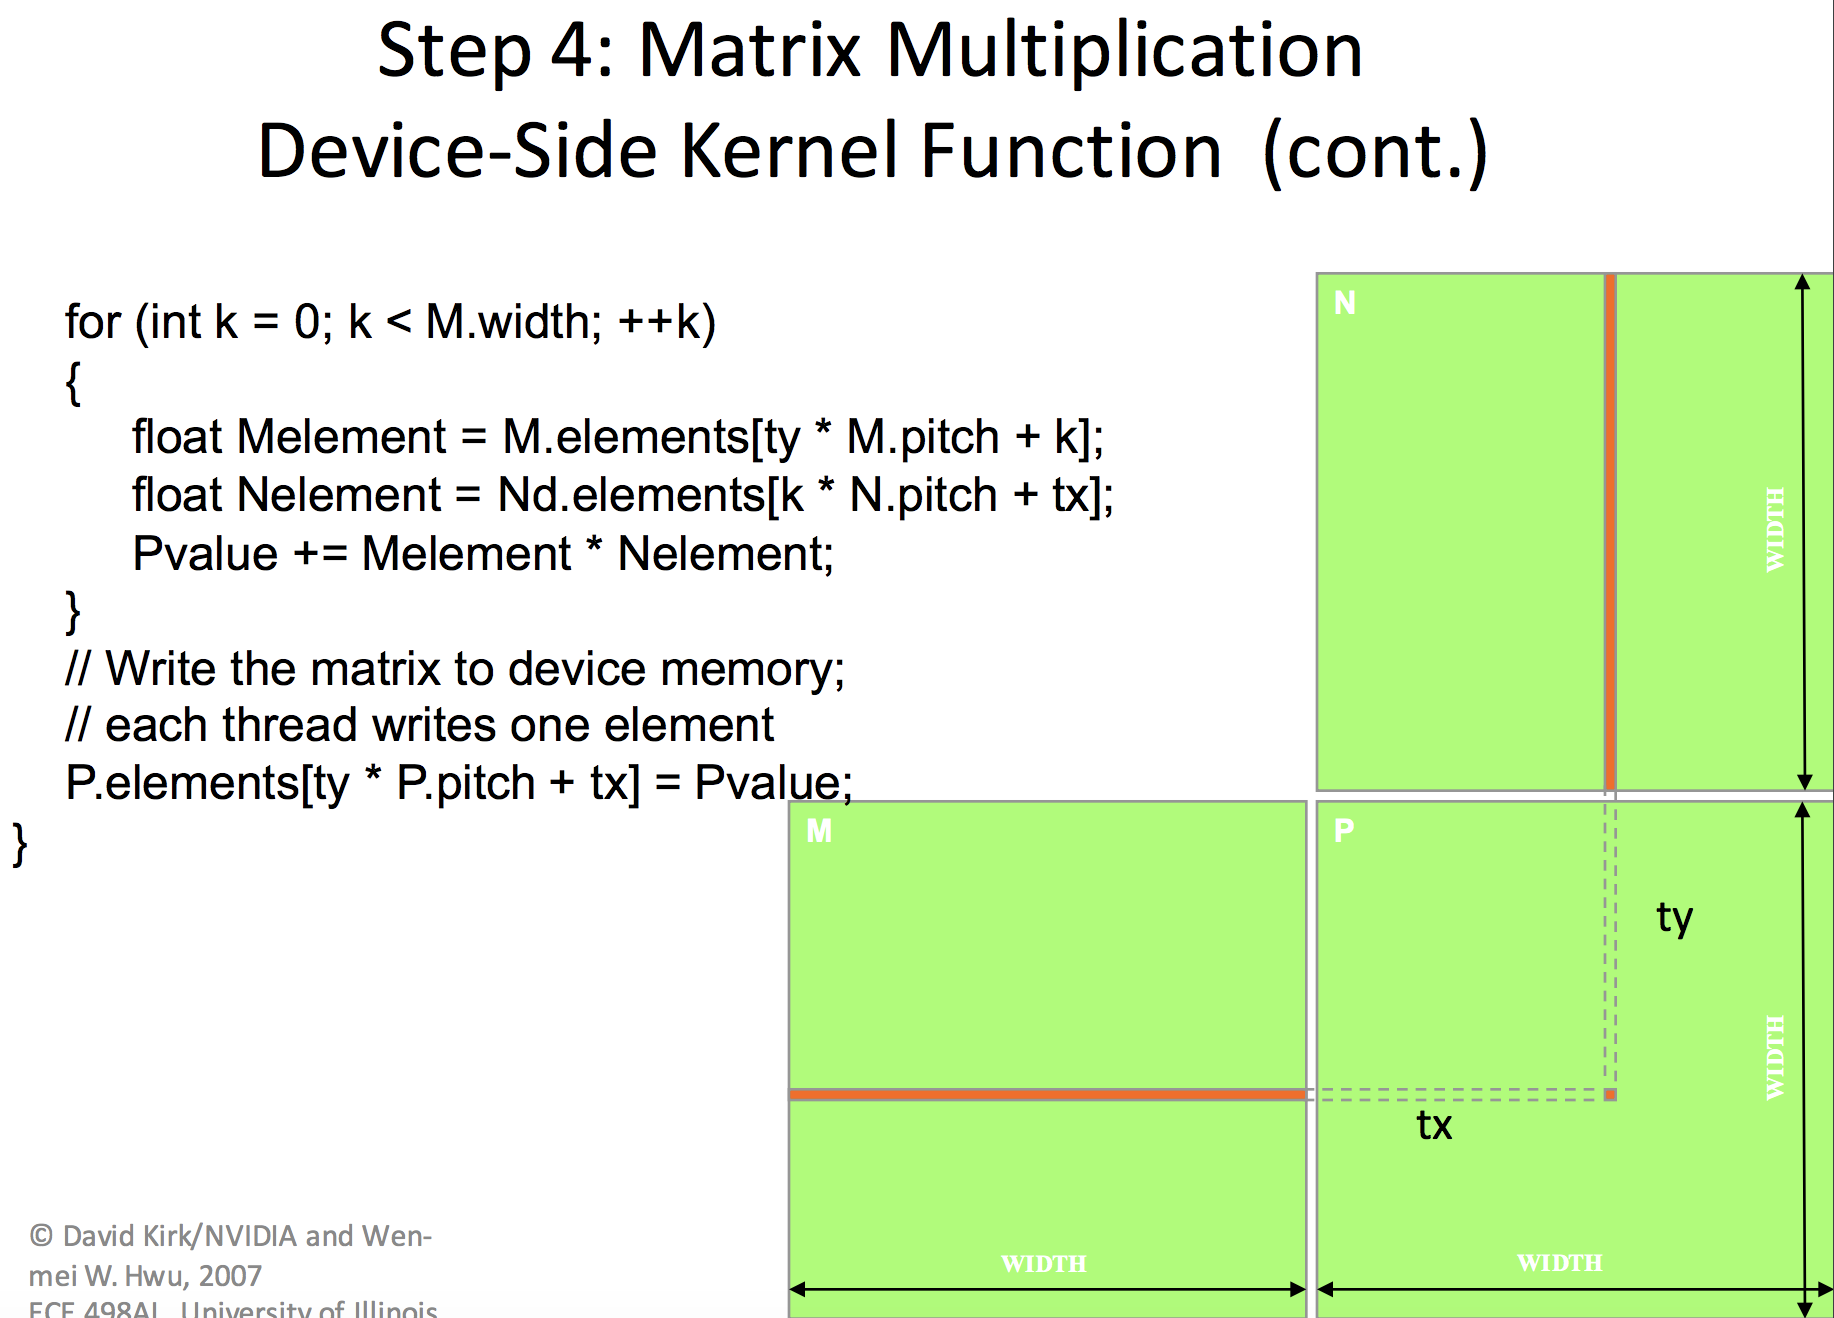 Step 4: Matrix Multiplication
Device-Side Kernel Function (cont.)
for (int k = 0; k < M.width; ++k)
{
float Melement = M.elements[ty * M.pitch + k];
float Nelement = Nd.elements[k * N.pitch + tx];
Pvalue += Melement * Nelement;
}
// Write the matrix to device memory;
// each thread writes one element
P.elements[ty * P.pitch + tx] = Pvalue;
}
N
WIDTH
M
P
ty
WIDTH
tx
WIDTH
WIDTH
© David Kirk/NVIDIA and Wen-
mei W. Hwu, 2007
ECE 498AL, University of Illinois